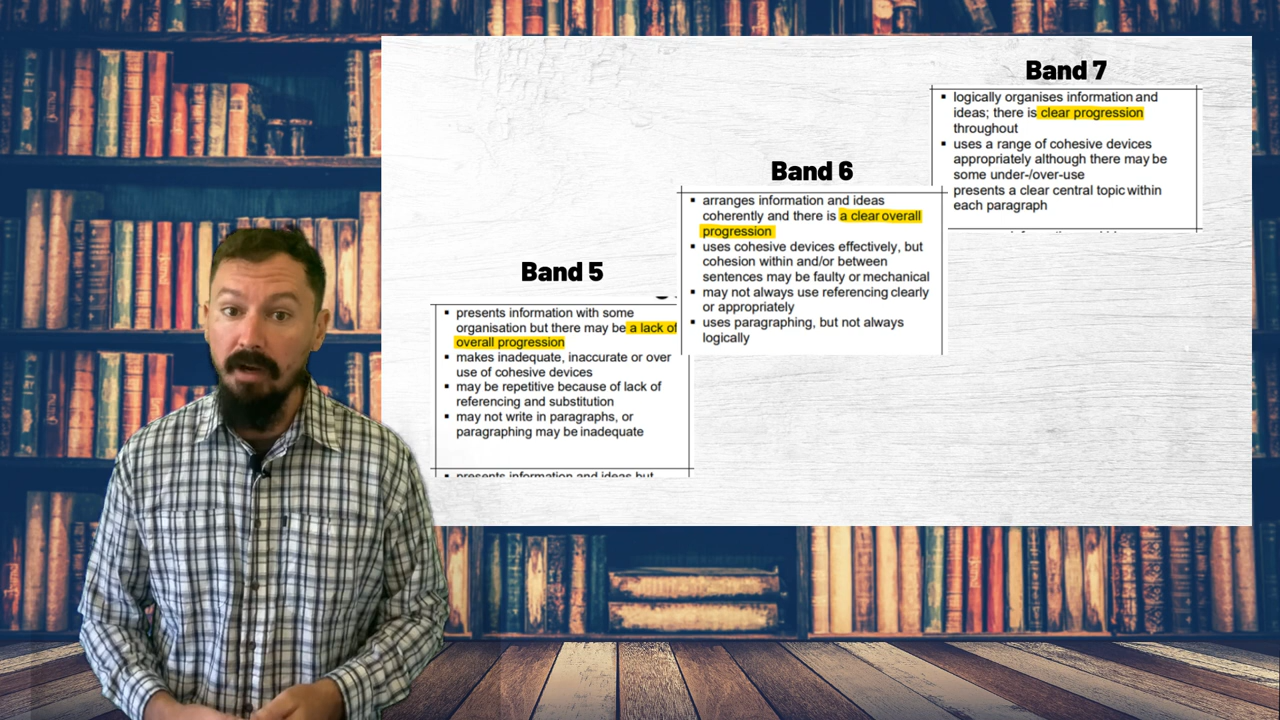 Band 7
▪ logically organises information and
ideas; there is clear progression
throughout
▪ uses a range of cohesive devices
appropriately although there may be
some under-/over-use
presents a clear central topic within
each paragraph
Band 6
▪ arranges information and ideas
coherently and there is a clear overall
progression
▪ uses cohesive devices effectively, but
cohesion within and/or between
sentences may be faulty or mechanical
▪ may not always use referencing clearly
or appropriately
▪ uses paragraphing, but not always
logically
Band 5
▪ presents information with some
organisation but there may be a lack of
overall progression
▪ makes inadequate, inaccurate or over
use of cohesive devices
▪ may be repetitive because of lack of
referencing and substitution
▪ may not write in paragraphs, or
paragraphing may be inadequate
▪ presents information and ideas but